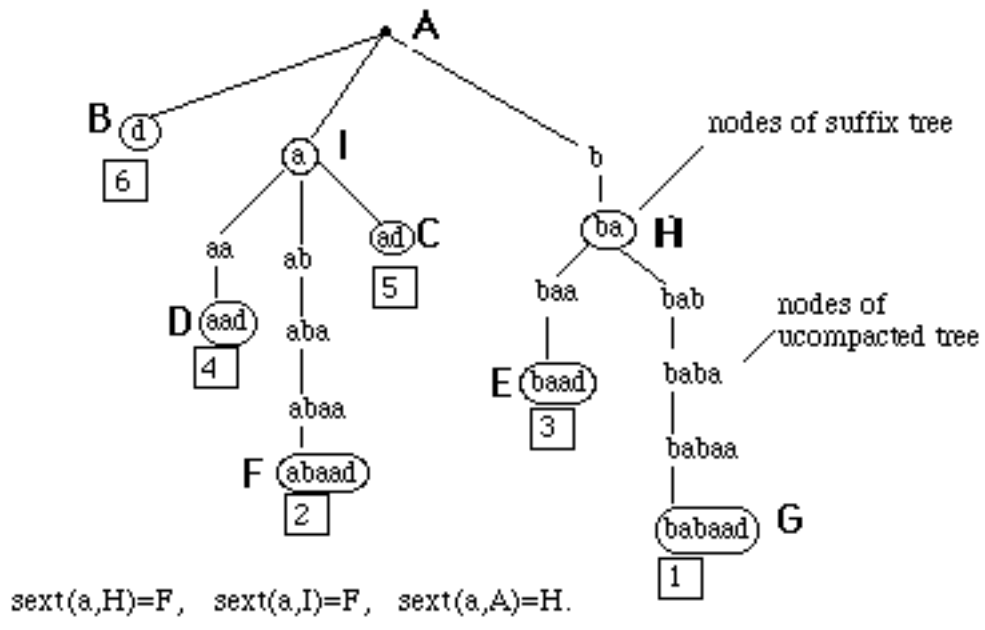 A
B
d
6
a
I
b
nodes of suffix tree
ba
H
aa
ab
ad
C
5
baa
bab
nodes of
ucompacted tree
D
aad
4
aba
E
baad
3
baba
abaa
babaa
F
abaad
2
babaad
G
1
sext(a,H)=F, sext(a,I)=F, sext(a,A)=H.